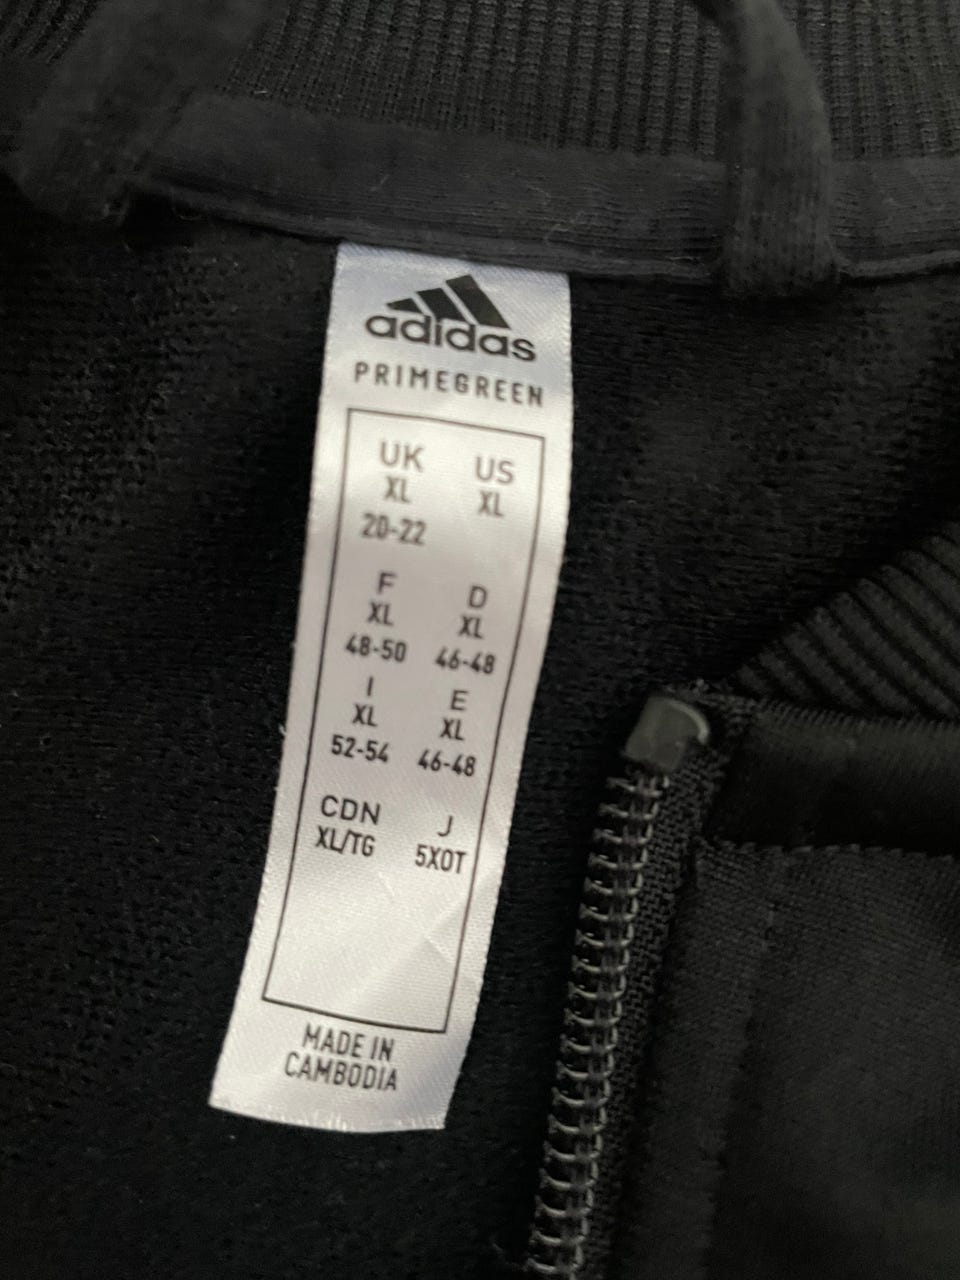 adidas
PRIMEGREEN
UK US
XL XL
20-22
F D
XL XL
48-50 46-48
I E
XL XL
52-54 46-48
CDN J
XL/TG 5XOT
MADE IN
CAMBODIA